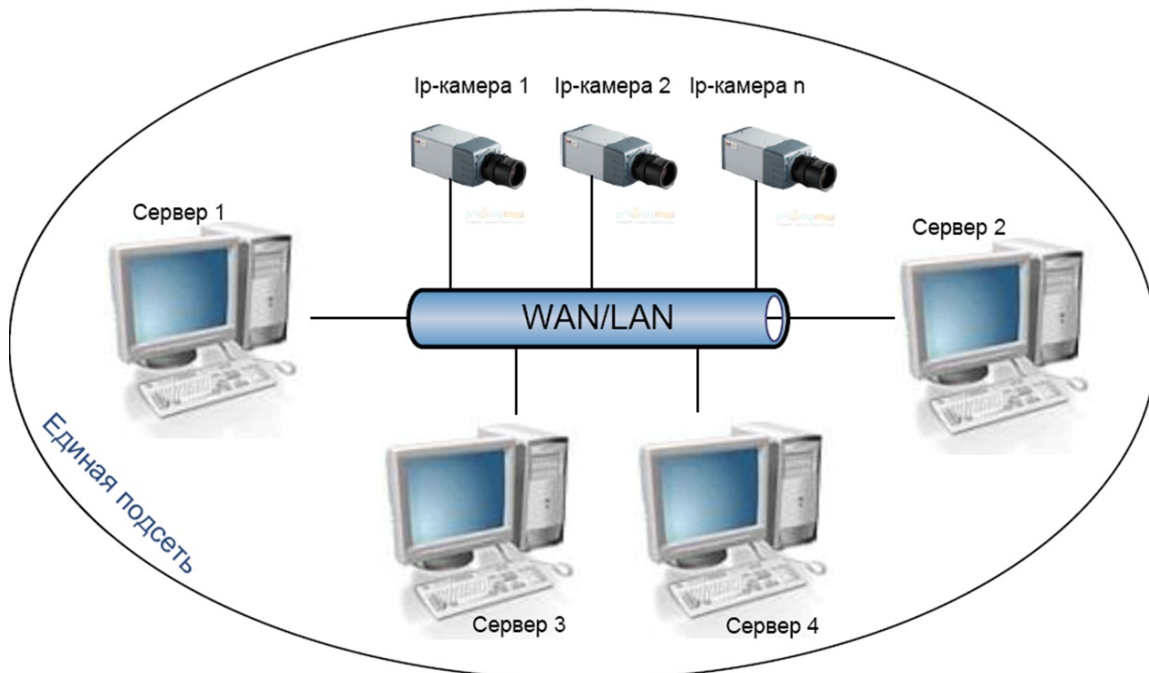 Ip-камера 1
Ip-камера 2
Ip-камера n
Сервер 1
Сервер 2
WAN/LAN
Единая подсеть
Сервер 3
Сервер 4